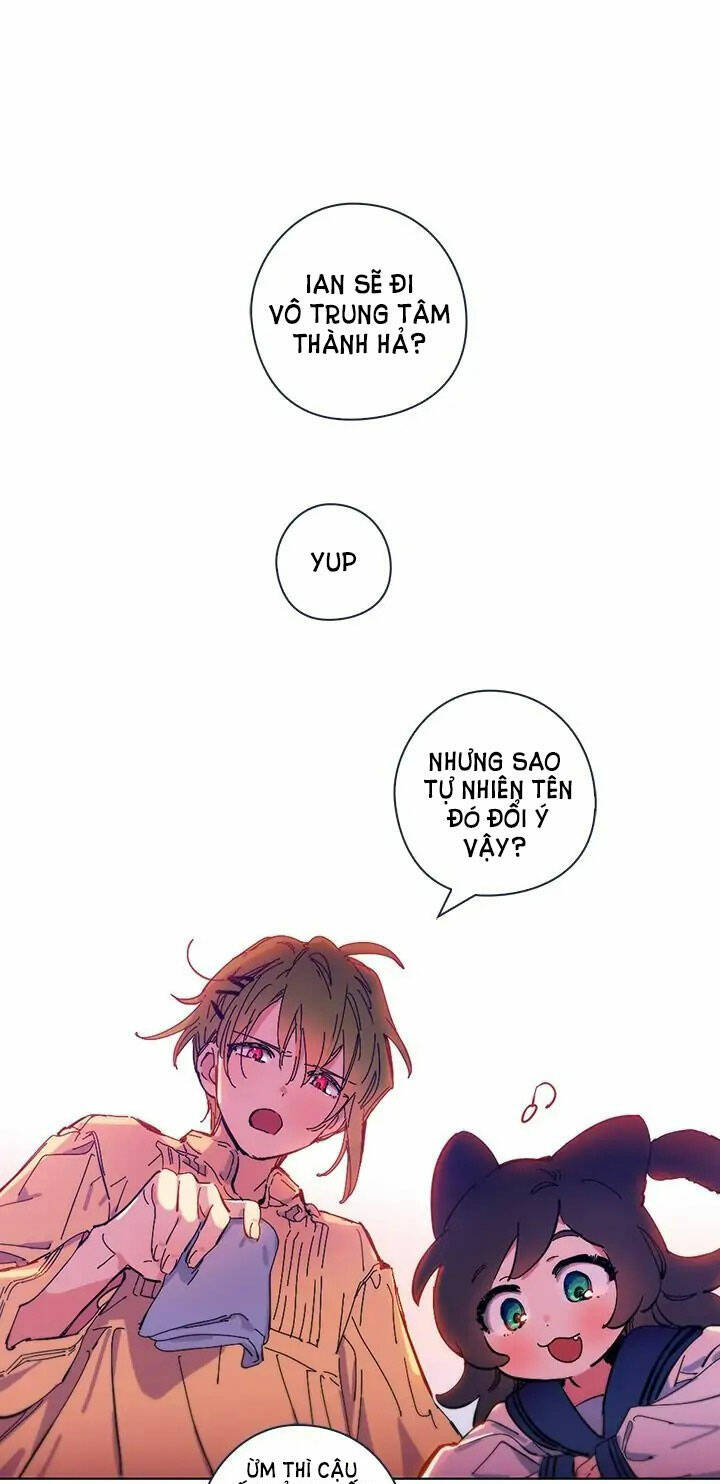 IAN SẼ ĐI
VÔ TRUNG TÂM
THÀNH HẢ?
YUP
NHƯNG SAO
TỰ NHIÊN TÊN
ĐÓ ĐỔI Ý
VẬY?
ỪM THÌ CẬU